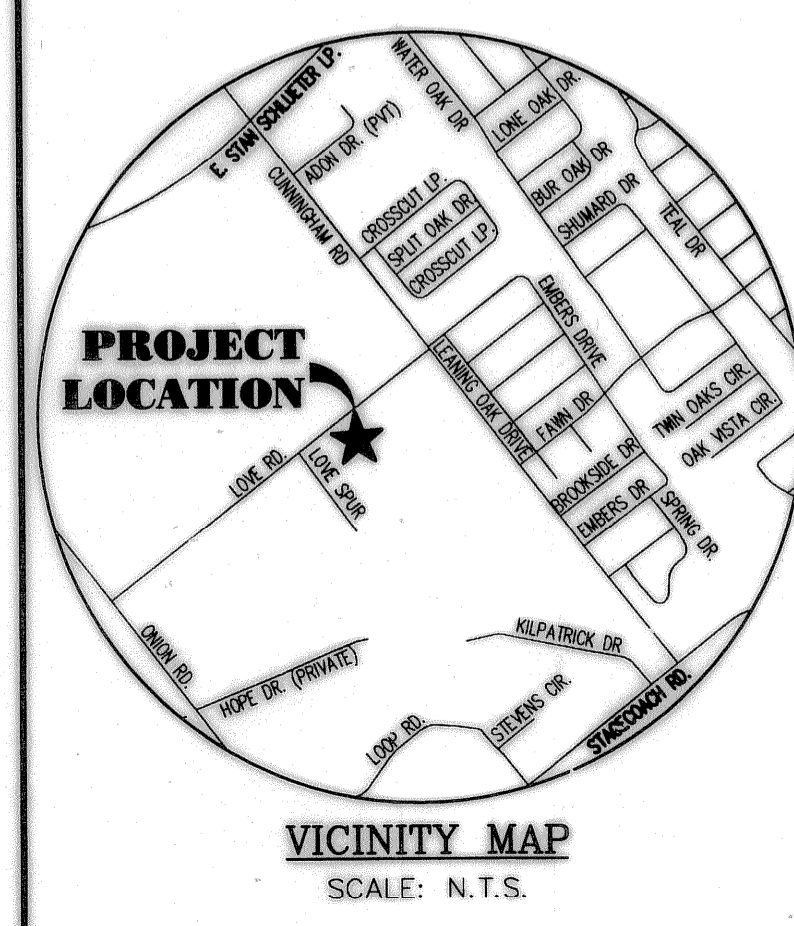 E. STAN SCHLUETER LP.
WATER OAK DR
LONE OAK DR.
ADON DR. (PVT)
CUNNINGHAM RD
BUR OAK DR
SHUMARD DR
TEAL DR
CROSSCUT LP.
SPLIT OAK DR.
CROSSCUT LP.
EMBERS DRIVE
PROJECT
LOCATION
LEANING OAK DRIVE
FAWN DR
TWIN OAKS CIR.
OAK VISTA CIR.
LOVE RD.
LOVE SPUR
BROOKSIDE DR
EMBERS DR
SPRING DR.
ONION RD.
HOPE DR. (PRIVATE)
KILPATRICK DR
LOOP RD.
STEVENS CIR.
STAGECOACH RD.
VICINITY MAP
SCALE: N.T.S.